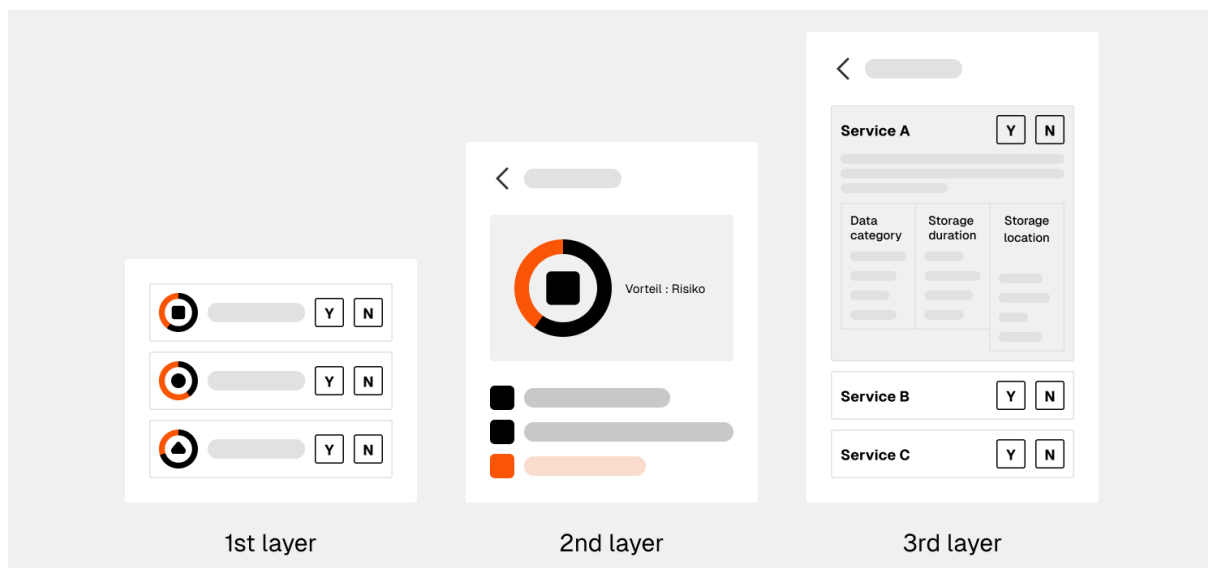 Y N
Y N
Y N
1st layer
Vorteil : Risiko
2nd layer
Service A Y N
Data
category
Storage
duration
Storage
location
Service B Y N
Service C Y N
3rd layer